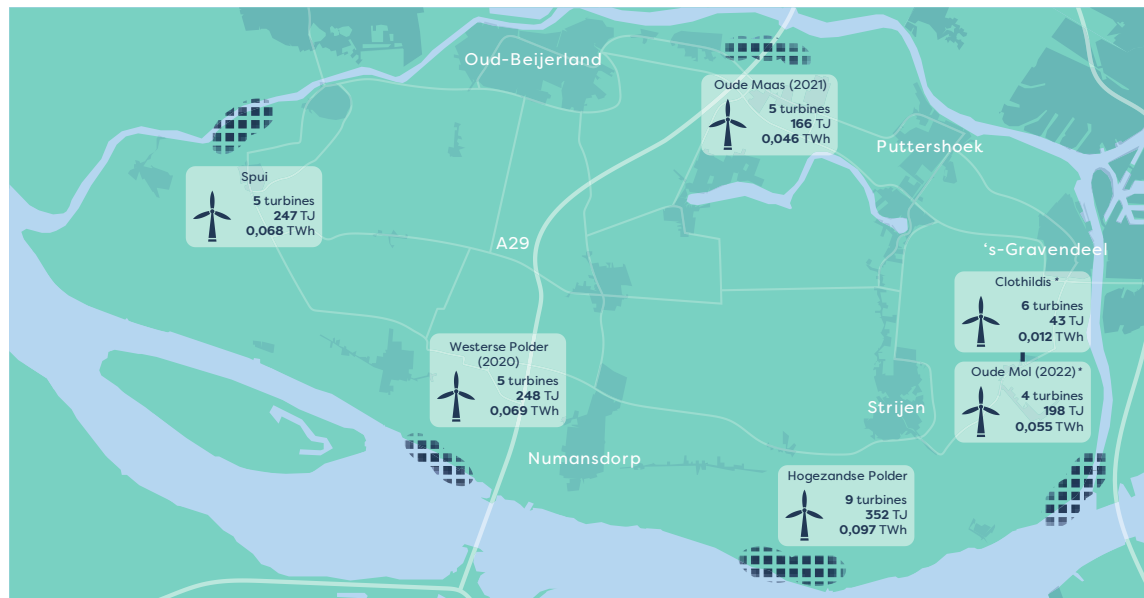 Oud-Beijerland
Oude Maas (2021)
5 turbines
166 TJ
0,046 TWh
Puttershoek
Spui
5 turbines
247 TJ
0,068 TWh
A29
‘s-Gravendeel
Clothildis *
6 turbines
43 TJ
0,012 TWh
Westerse Polder
(2020)
5 turbines
248 TJ
0,069 TWh
Oude Mol (2022) *
4 turbines
198 TJ
0,055 TWh
Strijen
Numansdorp
Hogezandse Polder
9 turbines
352 TJ
0,097 TWh